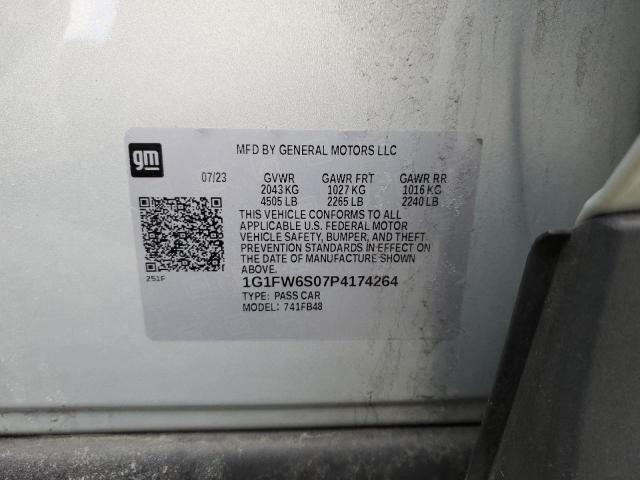 gm
MFD BY GENERAL MOTORS LLC
07/23 GVWR GAWR FRT GAWR RR
2043 KG 1027 KG 1016 KG
4505 LB 2265 LB 2240 LB
THIS VEHICLE CONFORMS TO ALL
APPLICABLE U.S. FEDERAL MOTOR
VEHICLE SAFETY, BUMPER, AND THEFT
PREVENTION STANDARDS IN EFFECT ON
THE DATE OF MANUFACTURE SHOWN
ABOVE.
251F
1G1FW6S07P4174264
TYPE: PASS CAR
MODEL: 741FB48